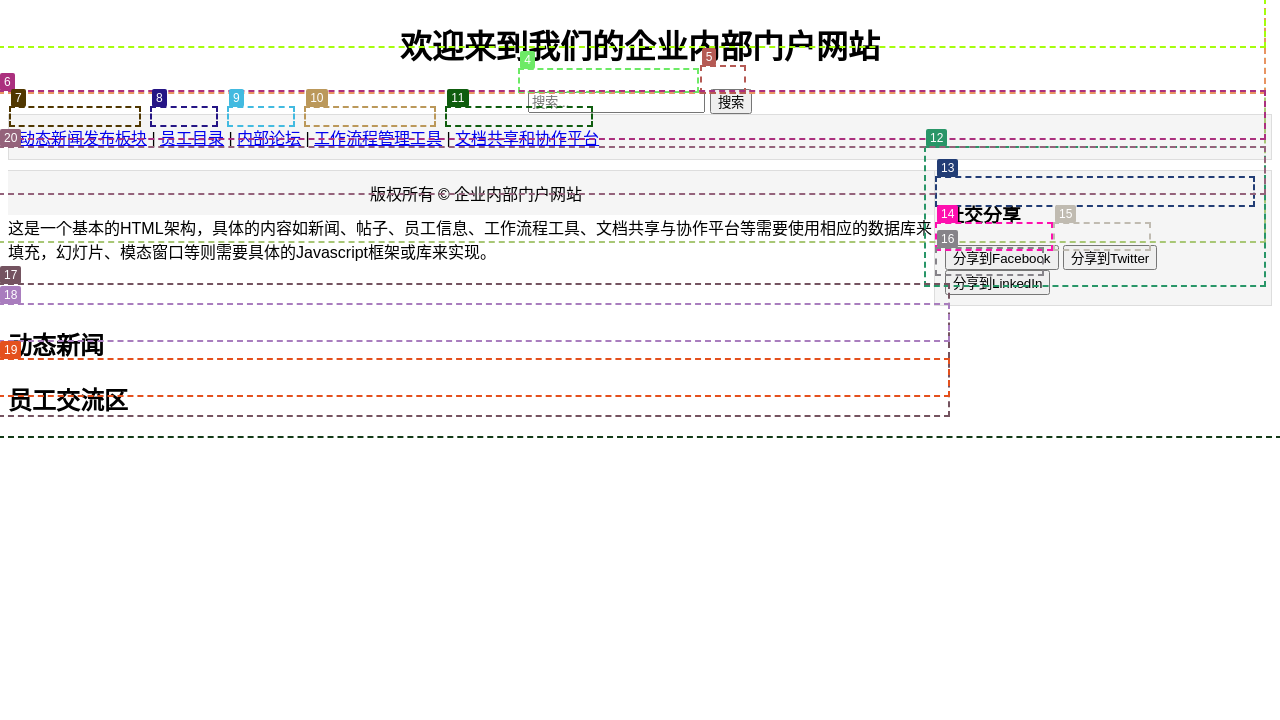 欢迎来到我们的企业内部门户网站
4
5
搜索... 搜索
6
7 8 9 10 11
动态新闻发布板块 | 员工目录 | 内部论坛 | 工作流程管理工具 | 文档共享和协作平台
20
12
13
版权所有 © 企业内部门户网站
社交分享
14 15
这是一个基本的HTML架构，具体的内容如新闻、帖子、员工信息、工作流程工具、文档共享与协作平台等需要使用相应的数据库来
填充，幻灯片、模态窗口等则需要具体的Javascript框架或库来实现。
16
分享到Facebook 分享到Twitter
分享到LinkedIn
17
18
动态新闻
19
员工交流区